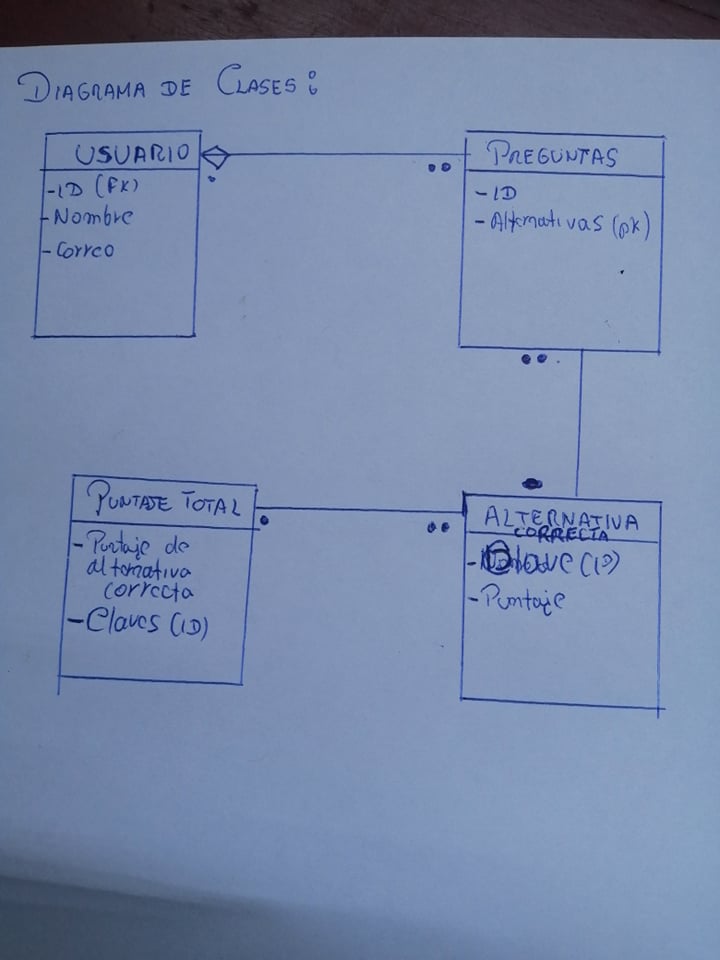 DIAGRAMA DE CLASES:
USUARIO
-ID (PK)
-Nombre
-Correo
PREGUNTAS
-ID
-Alternativas (pk)
PUNTAJE TOTAL
-Puntaje de
alternativa
correcta
-Claves (ID)
ALTERNATIVA
CORRECTA
(ID)
-Puntaje